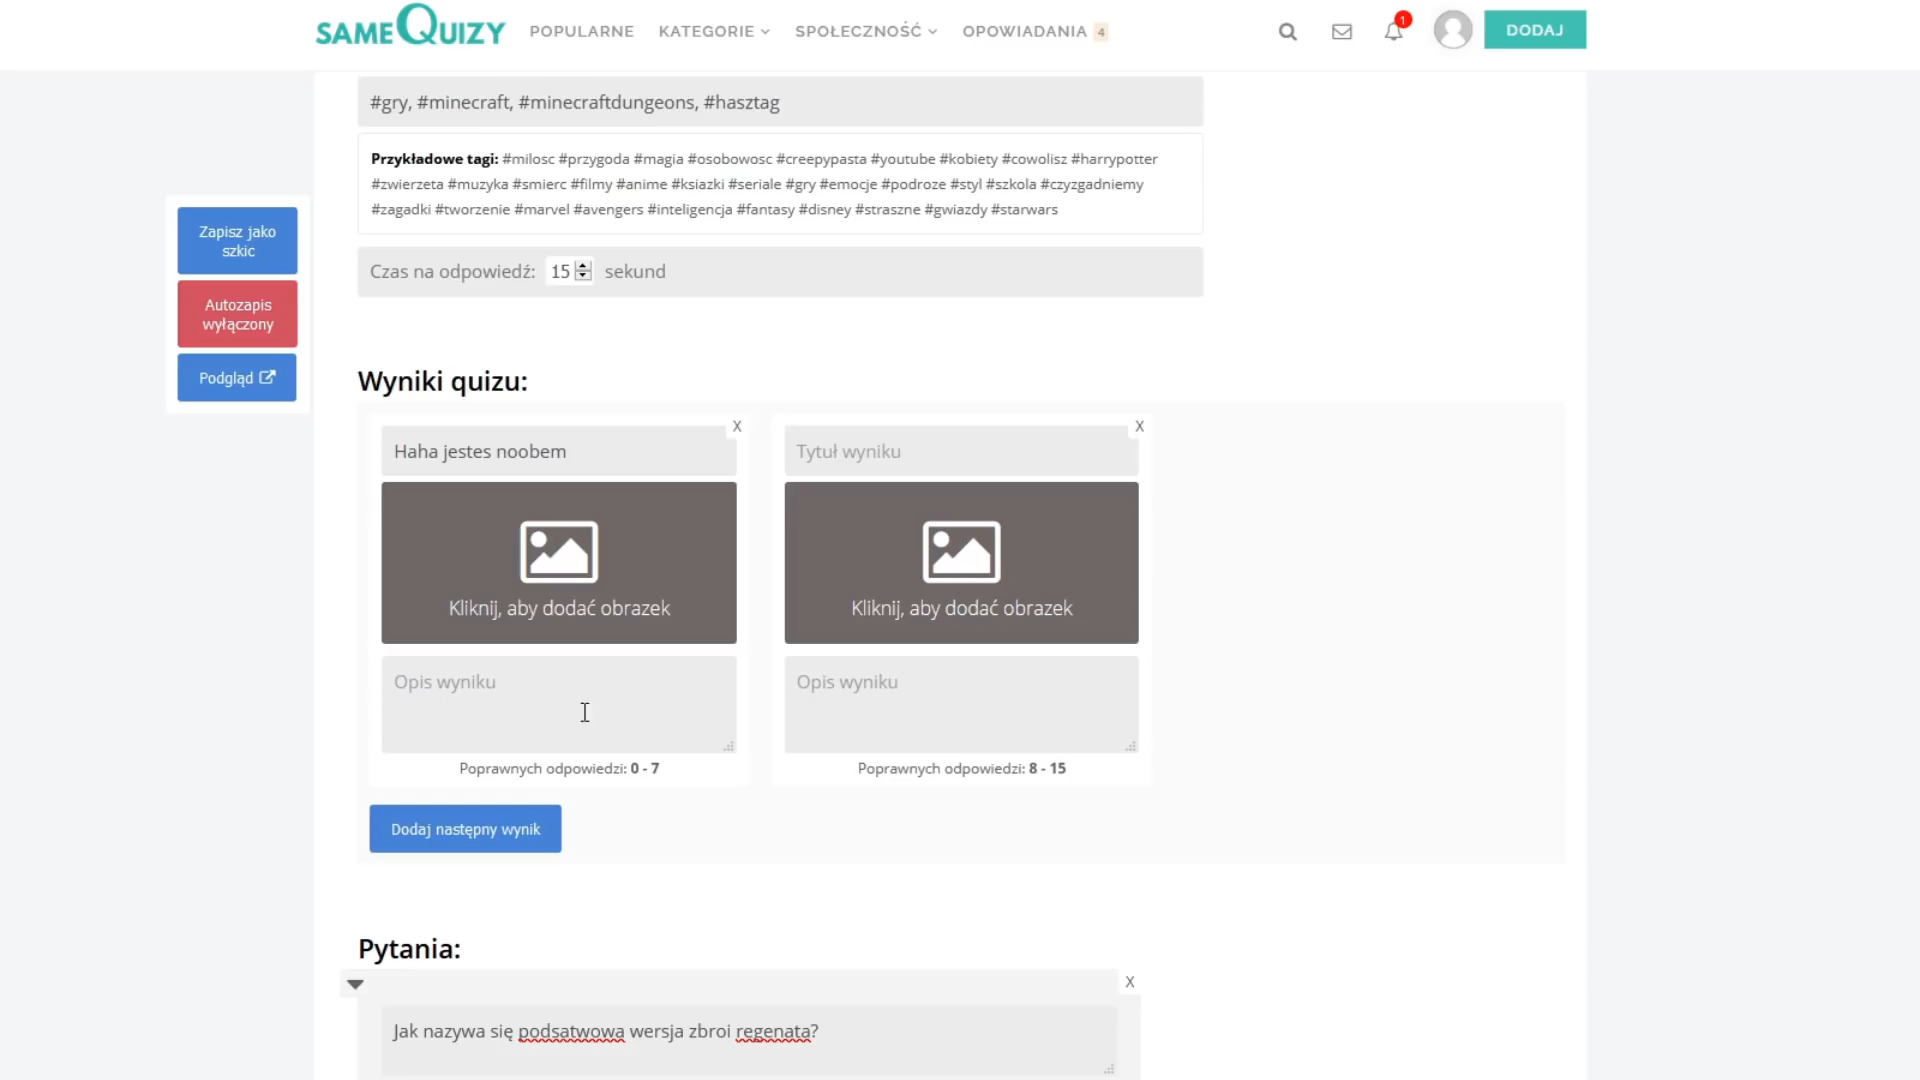 SAMEQUIZY POPULARNE KATEGORIE SPOŁECZNOŚĆ OPOWIADANIA 4 1 DODAJ
#gry, #minecraft, #minecraftdungeons, #hasztag
Przykładowe tagi: #milosc #przygoda #magia #osobowosc #creepypasta #youtube #kobiety #cowolisz #harrypotter
#zwierzeta #muzyka #smierc #filmy #anime #ksiazki #seriale #gry #emocje #podroze #styl #szkola #czyzgadniemy
#zagadki #tworzenie #marvel #avengers #inteligencja #fantasy #disney #straszne #gwiazdy #starwars
Zapisz jako
szkic
Autozapis
wyłączony
Podgląd
Czas na odpowiedź: 15 sekund
Wyniki quizu:
X
Haha jestes noobem
Kliknij, aby dodać obrazek
Opis wyniku
Poprawnych odpowiedzi: 0 - 7
X
Tytuł wyniku
Kliknij, aby dodać obrazek
Opis wyniku
Poprawnych odpowiedzi: 8 - 15
Dodaj następny wynik
Pytania:
X
Jak nazywa się podsatwowa wersja zbroi regenata?